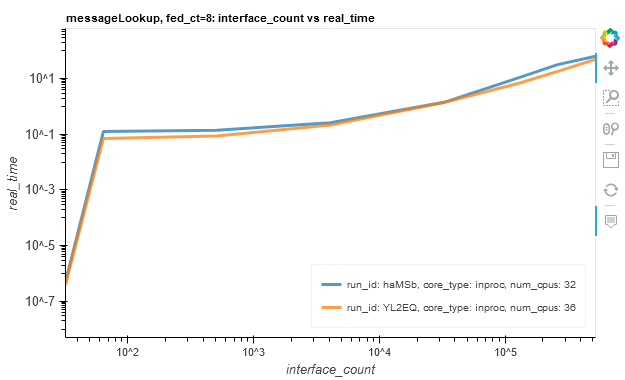 messageLookup, fed_ct=8: interface_count vs real_time
10^1
10^-1
10^-3
10^-5
10^-7
real_time
run_id: haMSb, core_type: inproc, num_cpus: 32
run_id: YL2EQ, core_type: inproc, num_cpus: 36
10^2
10^3
10^4
10^5
interface_count